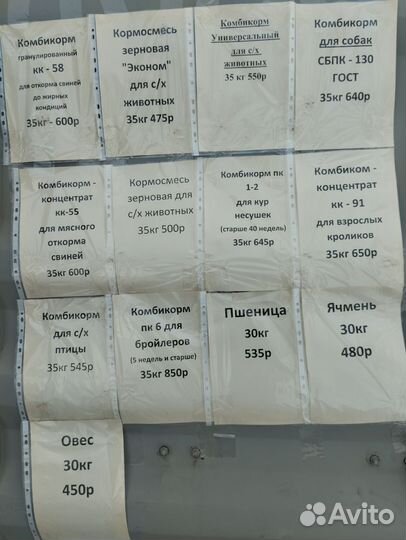 Комбикорм
гранулированный
кк - 58
для откорма свиней
до жирных
кондиций
35кг - 600р
Кормосмесь
зерновая
"Эконом"
для с/х
животных
35кг 475р
Комбикорм
Универсальный
для с/х
животных
35 кг 550р
Комбикорм
для собак
СБПК - 130
ГОСТ
35кг 640р
Комбиком -
концентрат
кк-55
для мясного
откорма
свиней
35кг 600р
Кормосмесь
зерновая для
с/х животных
35кг 500р
Комбикорм пк
1-2
для кур
несушек
(старше 40 недель)
35кг 645р
Комбиком -
концентрат
кк - 91
для взрослых
кроликов
35кг 650р
Комбикорм
для с/х
птицы
35кг 545р
Комбикорм
пк 6 для
бройлеров
(5 недель и старше)
35кг 850р
Пшеница
30кг
535р
Ячмень
30кг
480р
Овес
30кг
450р
Avito